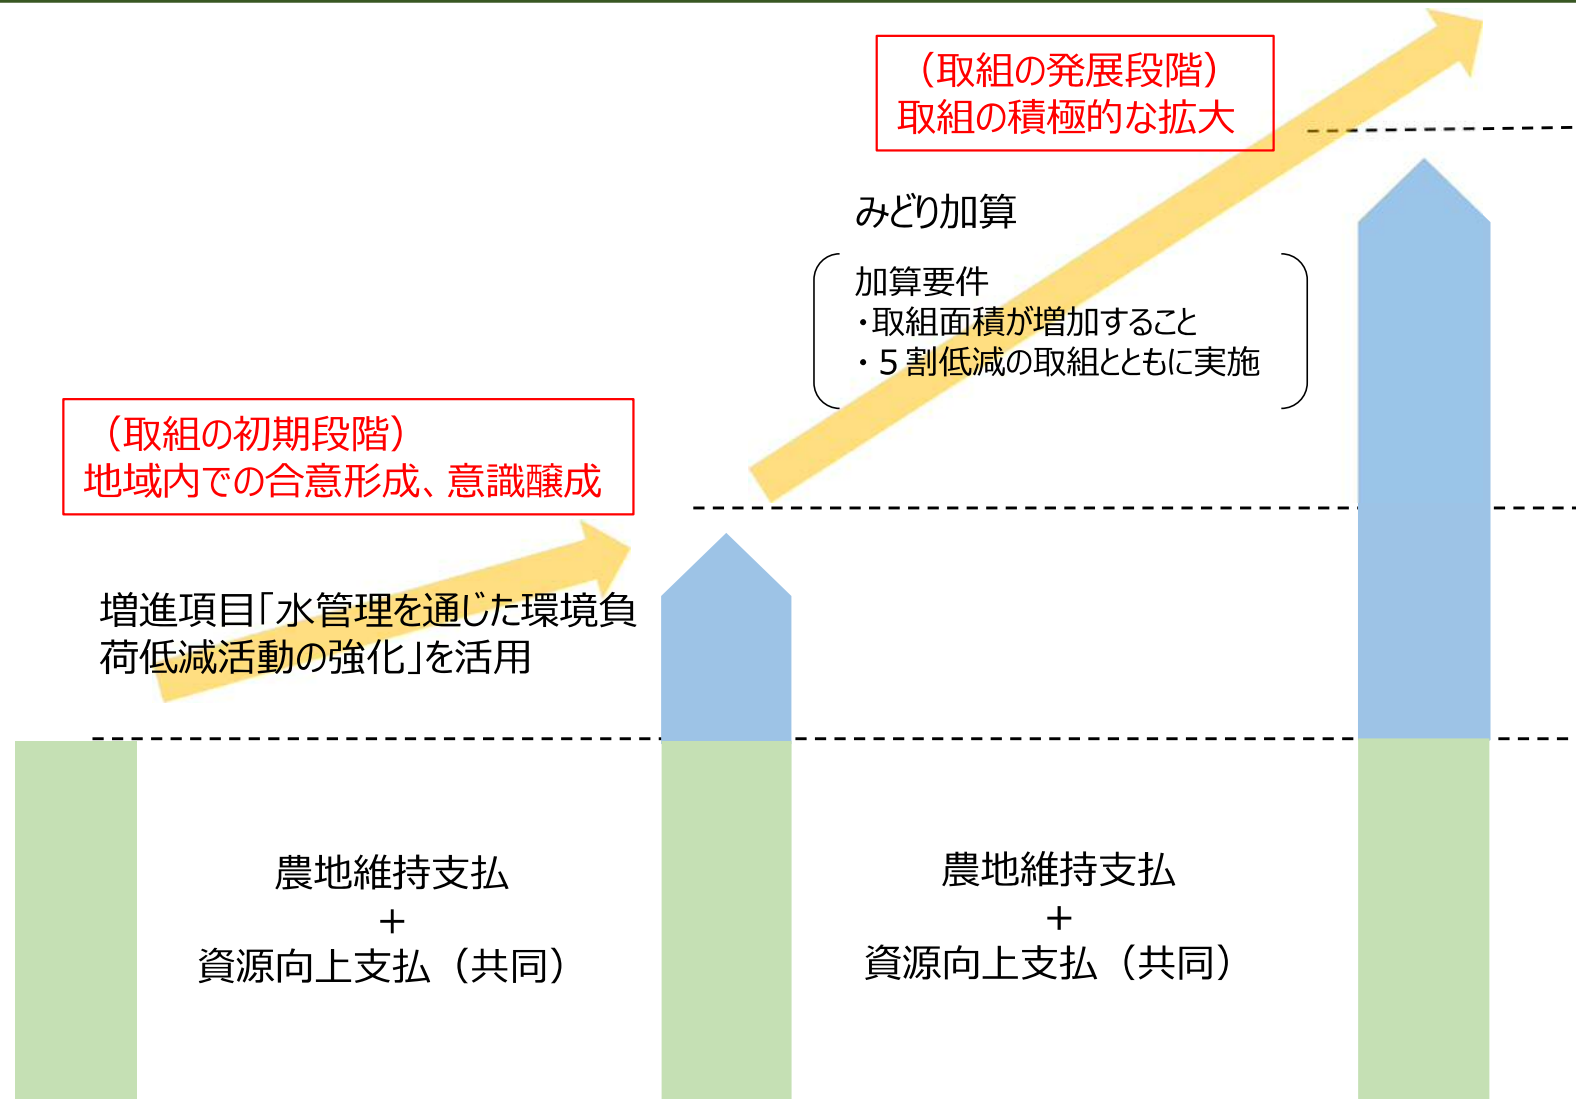 （取組の発展段階）
取組の積極的な拡大
みどり加算
加算要件
・取組面積が増加すること
・５割低減の取組とともに実施
（取組の初期段階）
地域内での合意形成、意識醸成
増進項目「水管理を通じた環境負
荷低減活動の強化」を活用
農地維持支払
＋
資源向上支払（共同）
農地維持支払
＋
資源向上支払（共同）